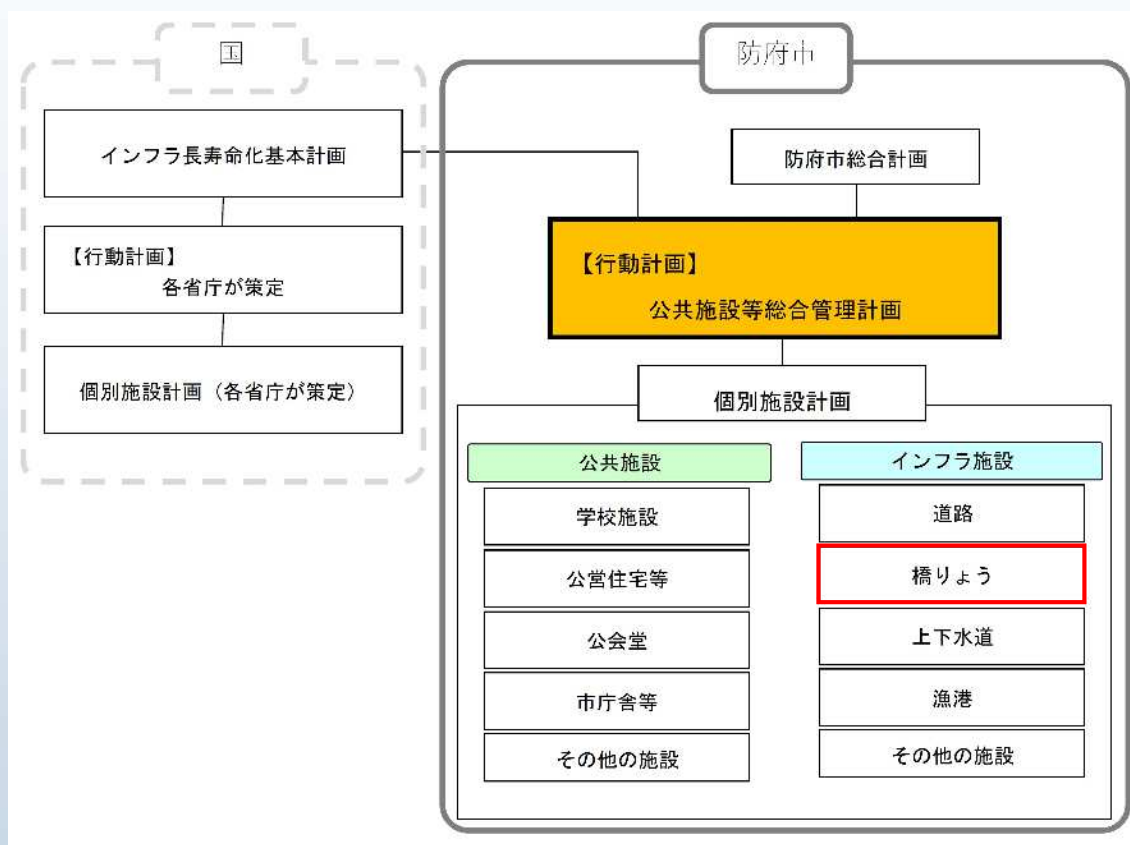 国
インフラ長寿命化基本計画
【行動計画】
各省庁が策定
個別施設計画（各省庁が策定）
防府市
防府市総合計画
【行動計画】
公共施設等総合管理計画
個別施設計画
公共施設
学校施設
公営住宅等
公会堂
市庁舎等
その他の施設
インフラ施設
道路
橋りょう
上下水道
漁港
その他の施設